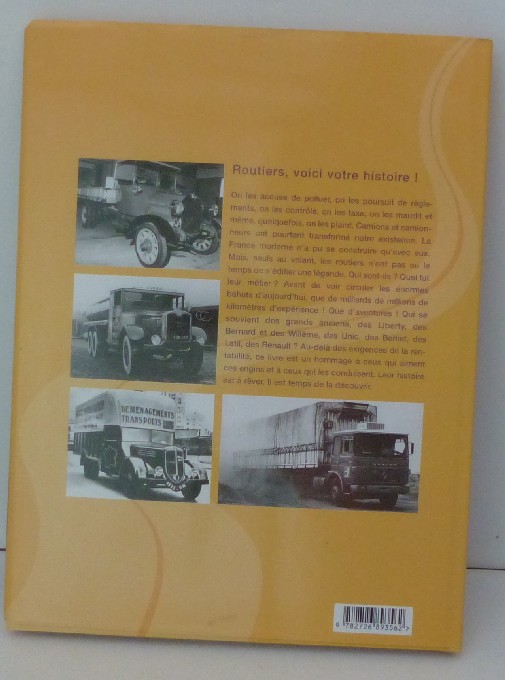 Routiers, voici votre histoire !
On les accuse de polluer, on les poursuit de règle-
ments, on les contrôle, on les taxe, on les maudit et
même, quelquefois, on les plaint. Camions et camion-
neurs ont pourtant transformé notre existence. La
France moderne n'a pu se construire qu'avec eux.
Mais, seuls au volant, les routiers n'ont pas eu le
temps de s'édifier une légende. Qui sont-ils ? Quel fut
leur métier ? Avant de voir circuler les énormes
bahuts d'aujourd'hui, que de milliards de millions de
kilomètres d'expérience ! Que d'aventures ! Qui se
souvient des grands anciens, des Liberty, des
Bernard et des Willème, des Unic, des Berliet, des
Latil, des Renault ? Au-delà des exigences de la ren-
tabilité, ce livre est un hommage à ceux qui aiment
ces engins et à ceux qui les conduisent. Leur histoire
est à rêver. Il est temps de la découvrir.
DEMENAGEMENTS
TRANSPORTS
9 782726 893562